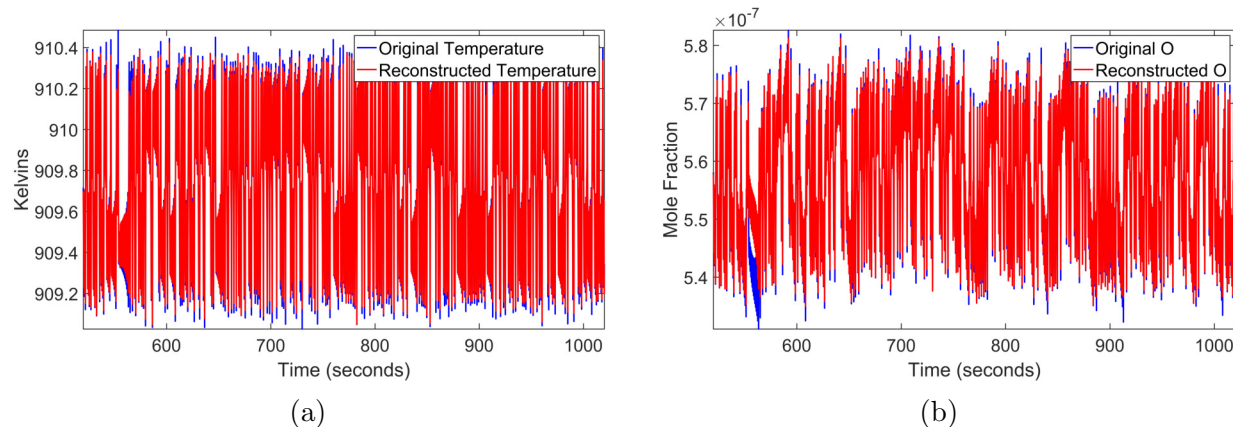 910.4
910.2
910
909.8
909.6
909.4
909.2
Kelvins
Original Temperature
Reconstructed Temperature
600
700
800
900
1000
Time (seconds)
(a)
×10⁻⁷
5.8
5.7
5.6
5.5
5.4
Mole Fraction
Original O
Reconstructed O
600
700
800
900
1000
Time (seconds)
(b)